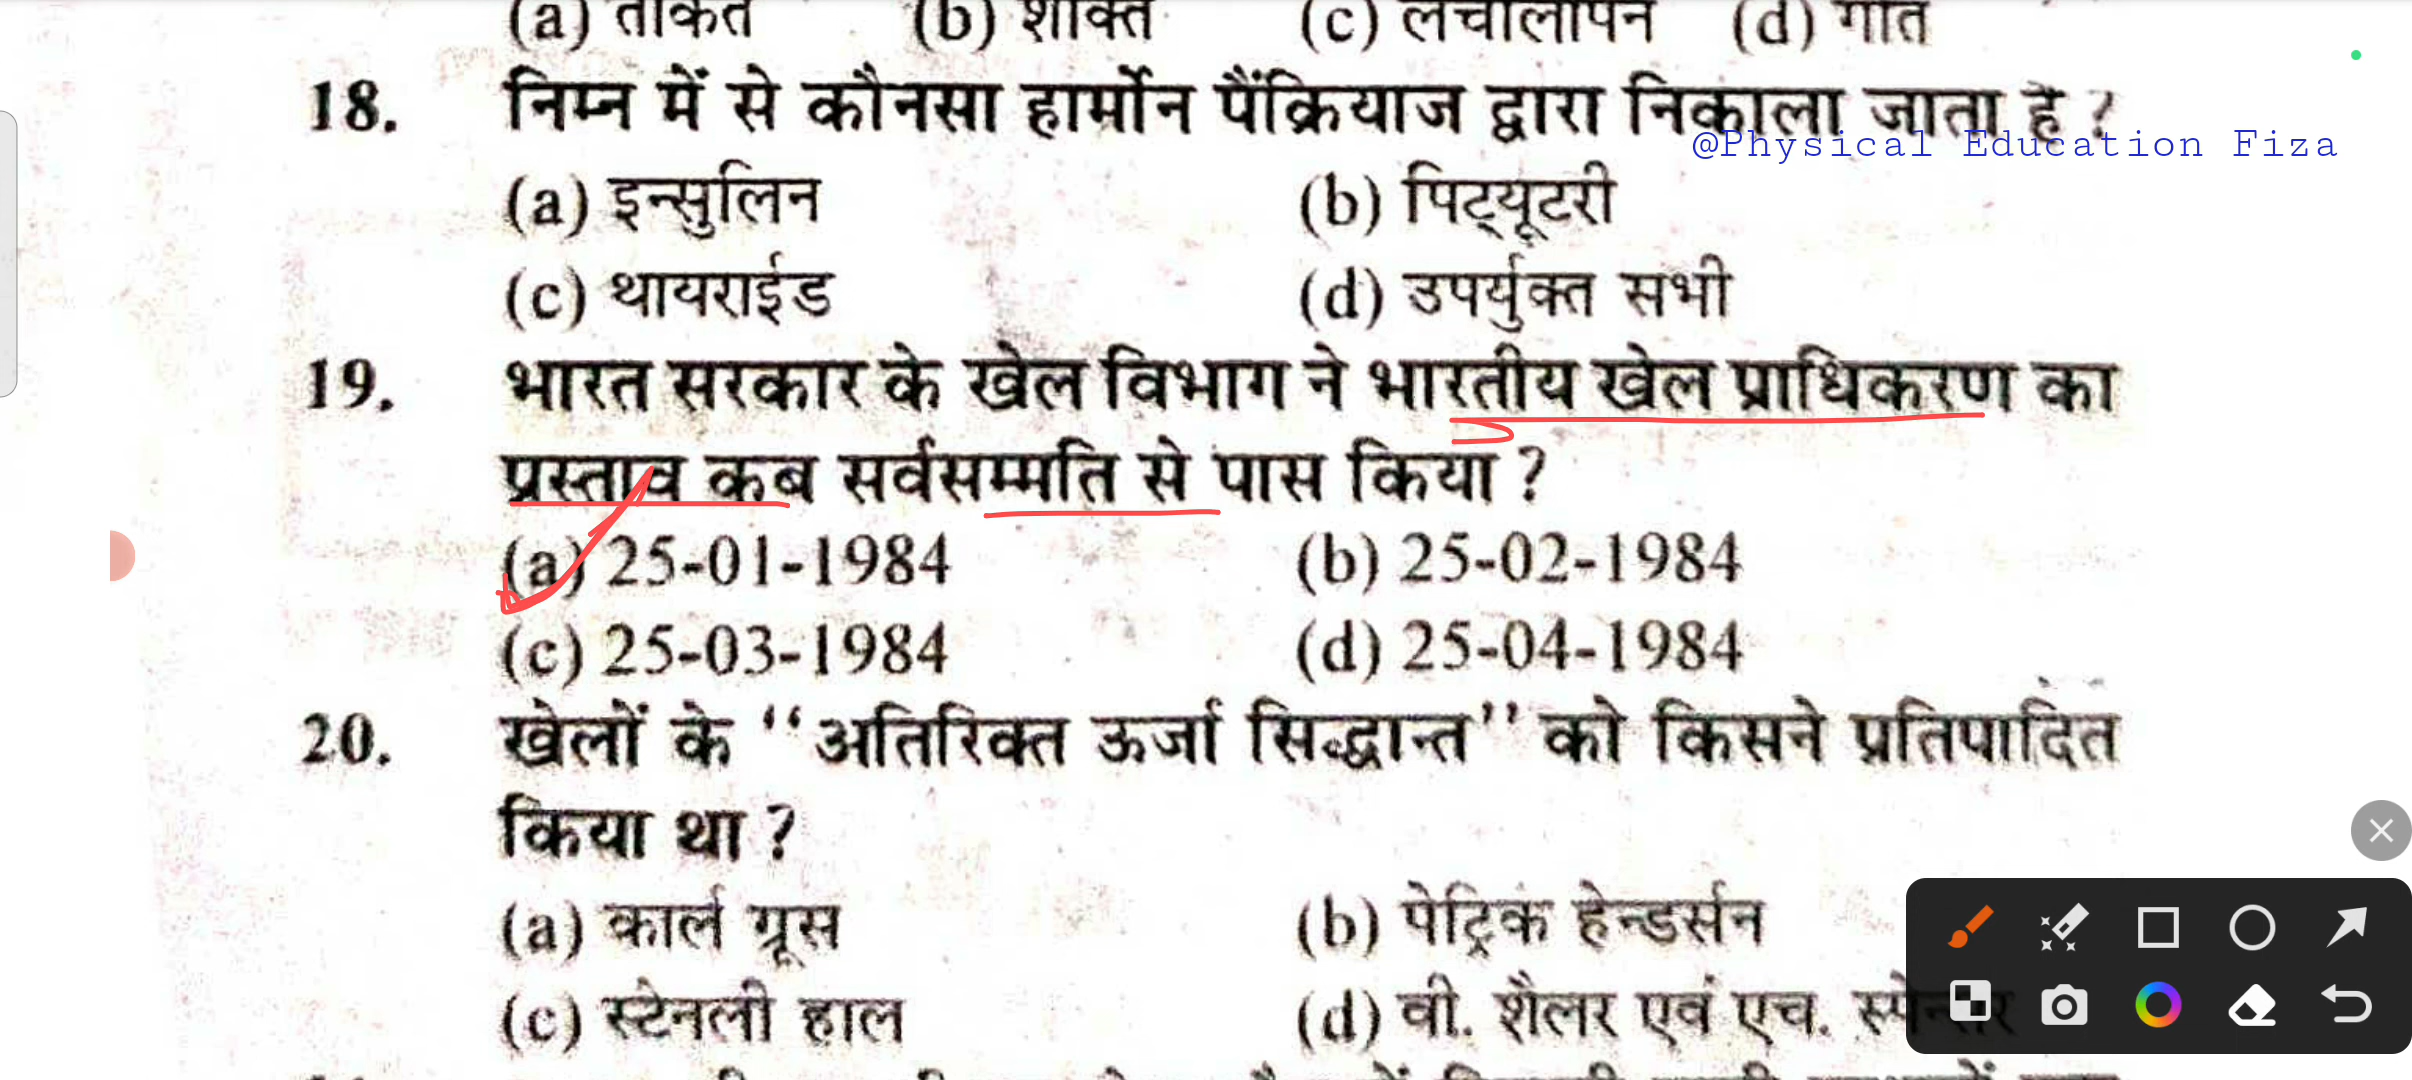 (a) ताकत (b) शक्ति (c) लचीलापन (d) गति
18. निम्न में से कौनसा हार्मोन पैंक्रियाज द्वारा निकाला जाता है ?
@Physical Education Fiza
(a) इन्सुलिन (b) पिट्यूटरी
(c) थायराईड (d) उपर्युक्त सभी
19. भारत सरकार के खेल विभाग ने भारतीय खेल प्राधिकरण का
प्रस्ताव कब सर्वसम्मति से पास किया ?
(a) 25-01-1984 (b) 25-02-1984
(c) 25-03-1984 (d) 25-04-1984
20. खेलों के “अतिरिक्त ऊर्जा सिद्धान्त” को किसने प्रतिपादित
किया था ?
(a) कार्ल ग्रूस (b) पेट्रिक हेन्डर्सन
(c) स्टेनली हाल (d) वी. शैलर एवं एच. स्पेन्सर